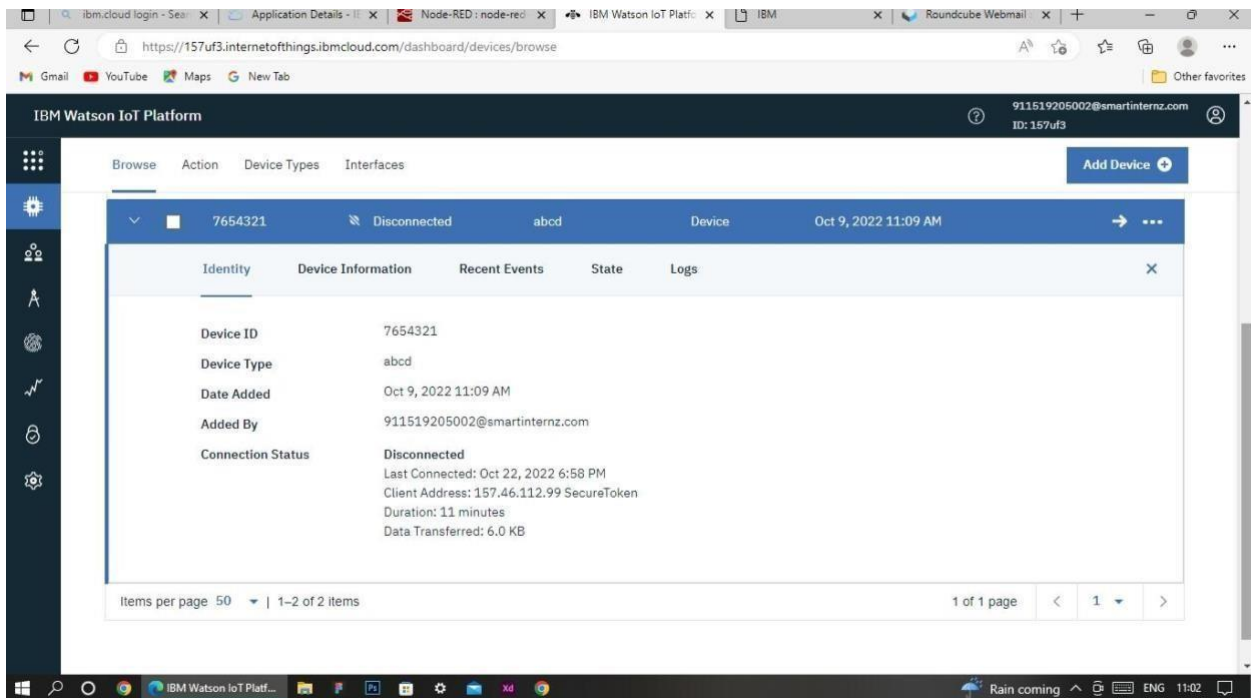 ibm.cloud login - Sear
Application Details - I
Node-RED : node-red
IBM Watson IoT Platfo
IBM
Roundcube Webmail
https://157uf3.internetofthings.ibmcloud.com/dashboard/devices/browse
Gmail YouTube Maps New Tab Other favorites
IBM Watson IoT Platform
911519205002@smartinternz.com
ID: 157uf3
Browse Action Device Types Interfaces Add Device
7654321 Disconnected abcd Device Oct 9, 2022 11:09 AM
Identity Device Information Recent Events State Logs
Device ID 7654321
Device Type abcd
Date Added Oct 9, 2022 11:09 AM
Added By 911519205002@smartinternz.com
Connection Status Disconnected
Last Connected: Oct 22, 2022 6:58 PM
Client Address: 157.46.112.99 SecureToken
Duration: 11 minutes
Data Transferred: 6.0 KB
Items per page 50 | 1–2 of 2 items 1 of 1 page < 1 >
IBM Watson IoT Platf... Ps Xd Rain coming ENG 11:02